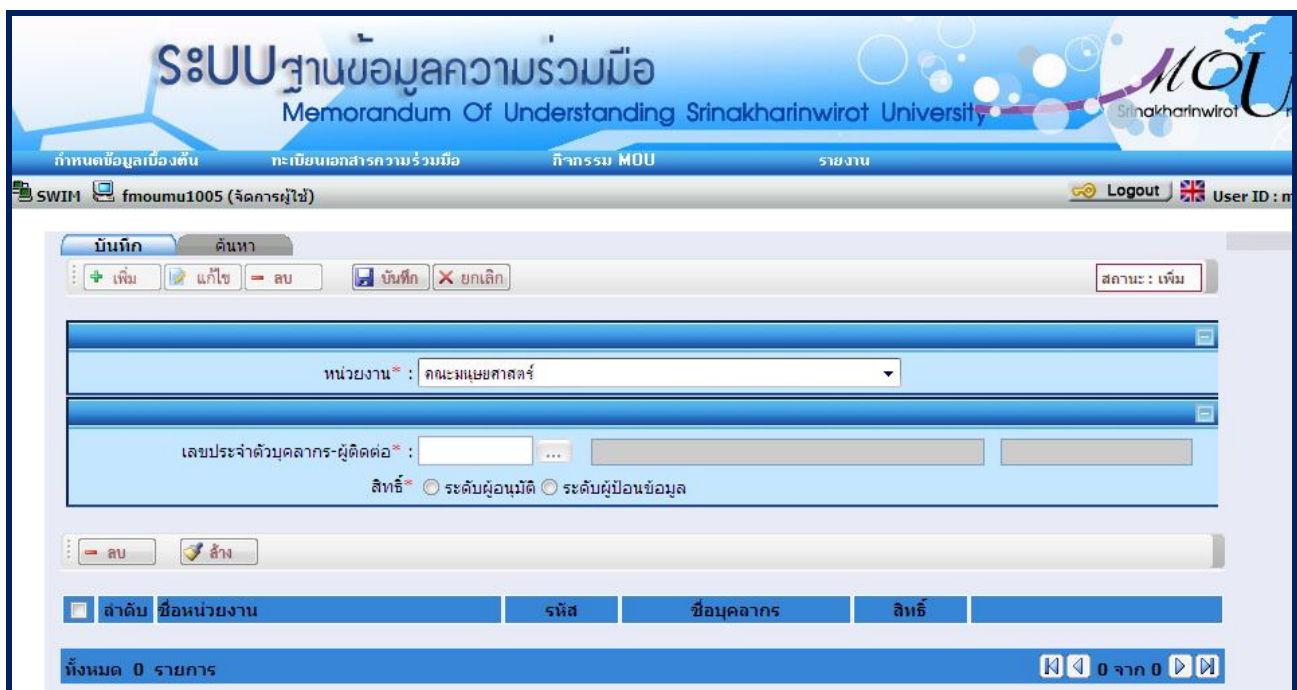 ระบบฐานข้อมูลความร่วมมือ
Memorandum Of Understanding Srinakharinwirot University
MOU
Srinakharinwirot
กำหนดข้อมูลเบื้องต้น ทะเบียนเอกสารความร่วมมือ กิจกรรม MOU รายงาน
SWIM fmoumu1005 (จัดการผู้ใช้) Logout User ID :
บันทึก ค้นหา
เพิ่ม แก้ไข ลบ บันทึก ยกเลิก สถานะ : เพิ่ม
หน่วยงาน* : คณะมนุษยศาสตร์
เลขประจำตัวบุคลากร-ผู้ติดต่อ* : ...
สิทธิ์* ระดับผู้อนุมัติ ระดับผู้ป้อนข้อมูล
ลบ ล้าง
ลำดับ ชื่อหน่วยงาน รหัส ชื่อบุคลากร สิทธิ์
ทั้งหมด 0 รายการ 0 จาก 0